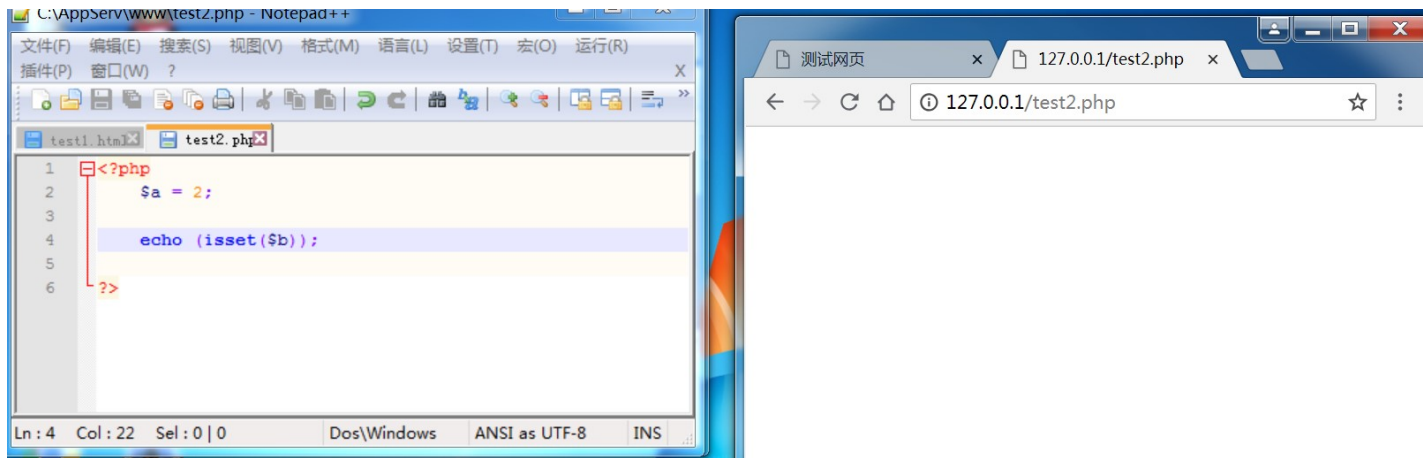 C:\AppServ\www\test2.php - Notepad++
文件(F) 编辑(E) 搜索(S) 视图(V) 格式(M) 语言(L) 设置(T) 宏(O) 运行(R)
插件(P) 窗口(W) ? X
test1.html test2.php
1 <?php
2 $a = 2;
3
4 echo (isset($b));
5
6 ?>
Ln : 4 Col : 22 Sel : 0 | 0 Dos\Windows ANSI as UTF-8 INS
测试网页 127.0.0.1/test2.php
127.0.0.1/test2.php